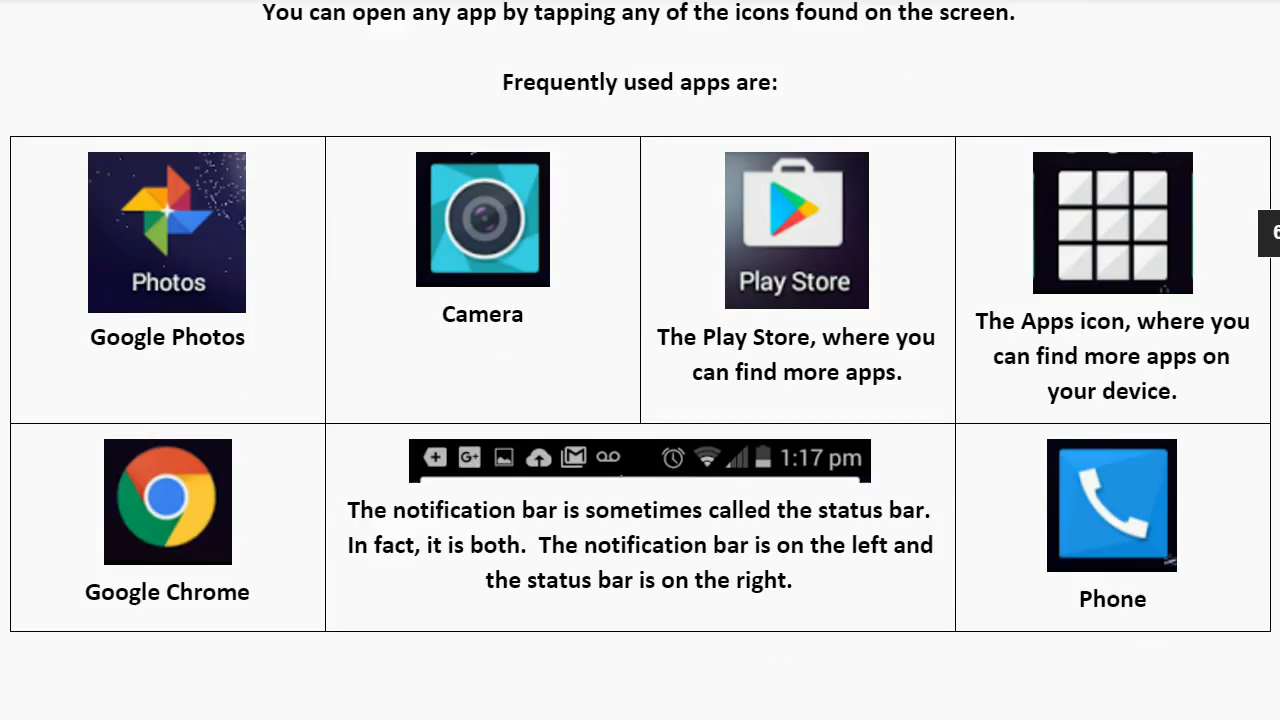 You can open any app by tapping any of the icons found on the screen.
Frequently used apps are:
Photos
Google Photos
Camera
Play Store
The Play Store, where you
can find more apps.
The Apps icon, where you
can find more apps on
your device.
6
Google Chrome
G+
1:17 pm
The notification bar is sometimes called the status bar.
In fact, it is both.  The notification bar is on the left and
the status bar is on the right.
Phone